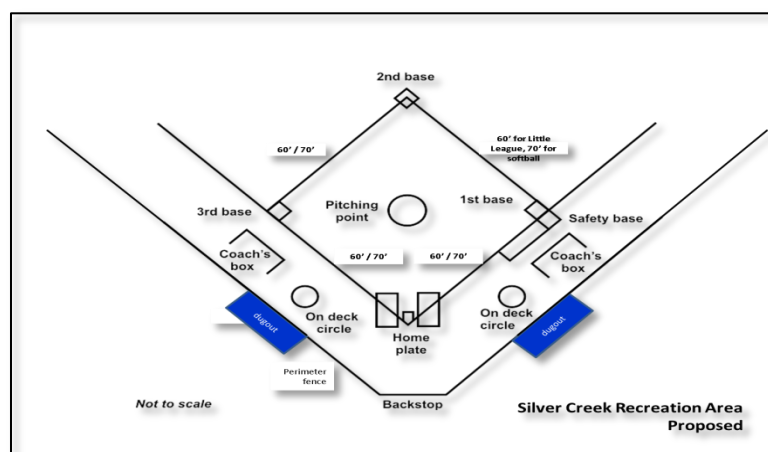 2nd base
60' / 70'
60' for Little
League, 70' for
softball
3rd base
Pitching
point
1st base
Safety base
Coach's
box
60' / 70'
60' / 70'
Coach's
box
On deck
circle
On deck
circle
dugout
dugout
Home
plate
Perimeter
fence
Not to scale
Backstop
Silver Creek Recreation Area
Proposed